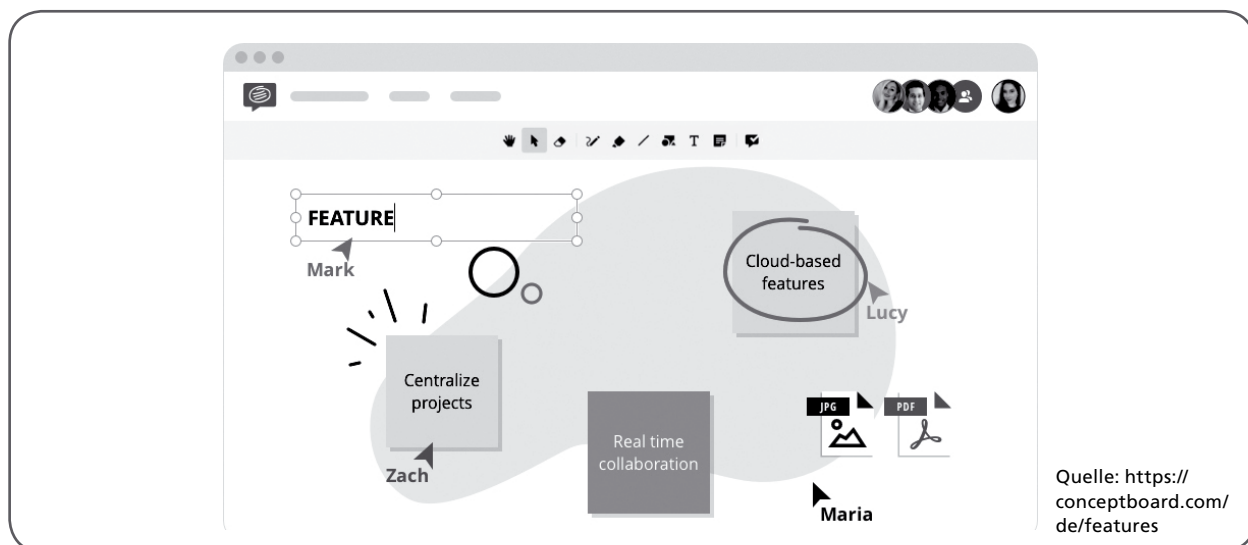 T
FEATURE
Mark
Cloud-based
features
Lucy
Centralize
projects
Zach
Real time
collaboration
JPG
PDF
Maria
Quelle: https://
conceptboard.com/
de/features